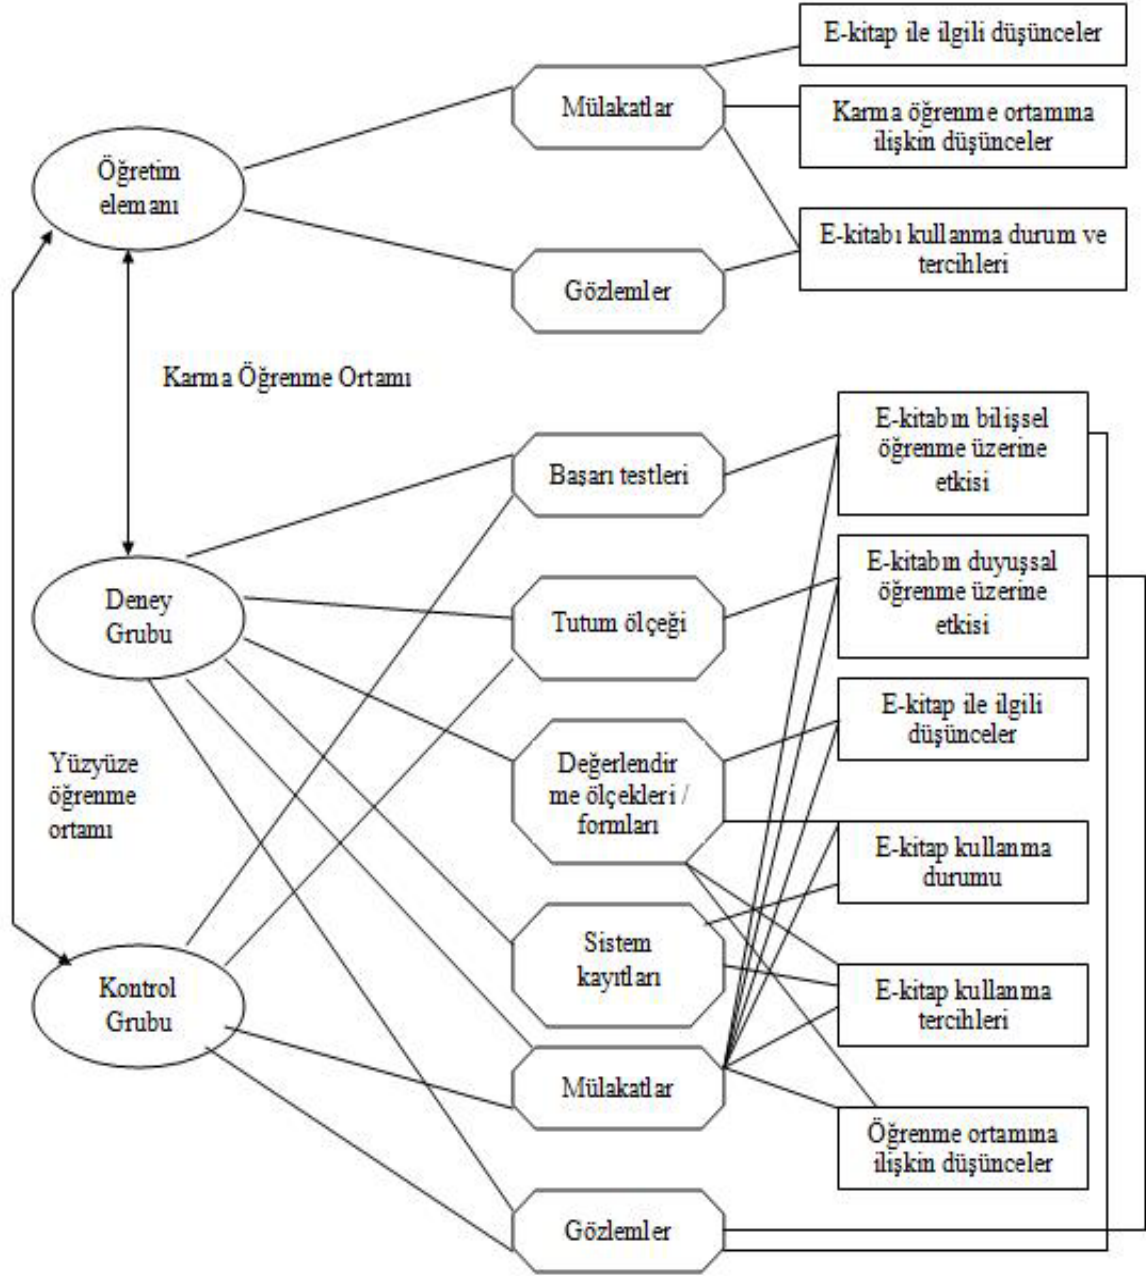 E-kitap ile ilgili düşünceler
Mülakatlar
Karma öğrenme ortamına
ilişkin düşünceler
Öğretim
elemanı
E-kitabı kullanma durum ve
tercihleri
Gözlemler
Karma Öğrenme Ortamı
E-kitabın bilişsel
öğrenme üzerine
etkisi
Başarı testleri
E-kitabın duyuşsal
öğrenme üzerine
etkisi
Deney
Grubu
Tutum ölçeği
E-kitap ile ilgili
düşünceler
Yüzyüze
öğrenme
ortamı
Değerlendir
me ölçekleri /
formları
E-kitap kullanma
durumu
Sistem
kayıtları
Kontrol
Grubu
E-kitap kullanma
tercihleri
Mülakatlar
Öğrenme ortamına
ilişkin düşünceler
Gözlemler